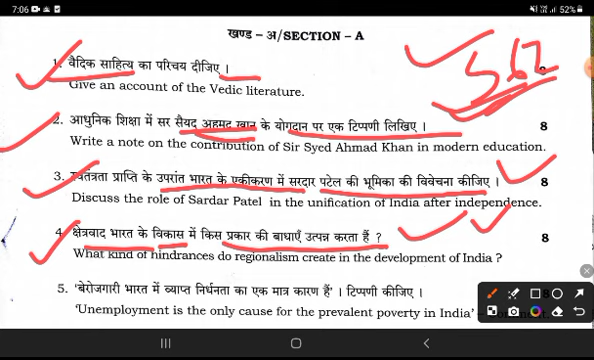 7:06
52%
खण्ड – अ/SECTION – A
1. वैदिक साहित्य का परिचय दीजिए ।
Give an account of the Vedic literature.
2. आधुनिक शिक्षा में सर सैयद अहमद खान के योगदान पर एक टिप्पणी लिखिए ।
8
Write a note on the contribution of Sir Syed Ahmad Khan in modern education.
3. स्वतंत्रता प्राप्ति के उपरांत भारत के एकीकरण में सरदार पटेल की भूमिका की विवेचना कीजिए ।
8
Discuss the role of Sardar Patel in the unification of India after independence.
4. क्षेत्रवाद भारत के विकास में किस प्रकार की बाधाएँ उत्पन्न करता हैं ?
8
What kind of hindrances do regionalism create in the development of India ?
5. 'बेरोजगारी भारत में व्याप्त निर्धनता का एक मात्र कारण हैं' । टिप्पणी कीजिए ।
'Unemployment is the only cause for the prevalent poverty in India' –